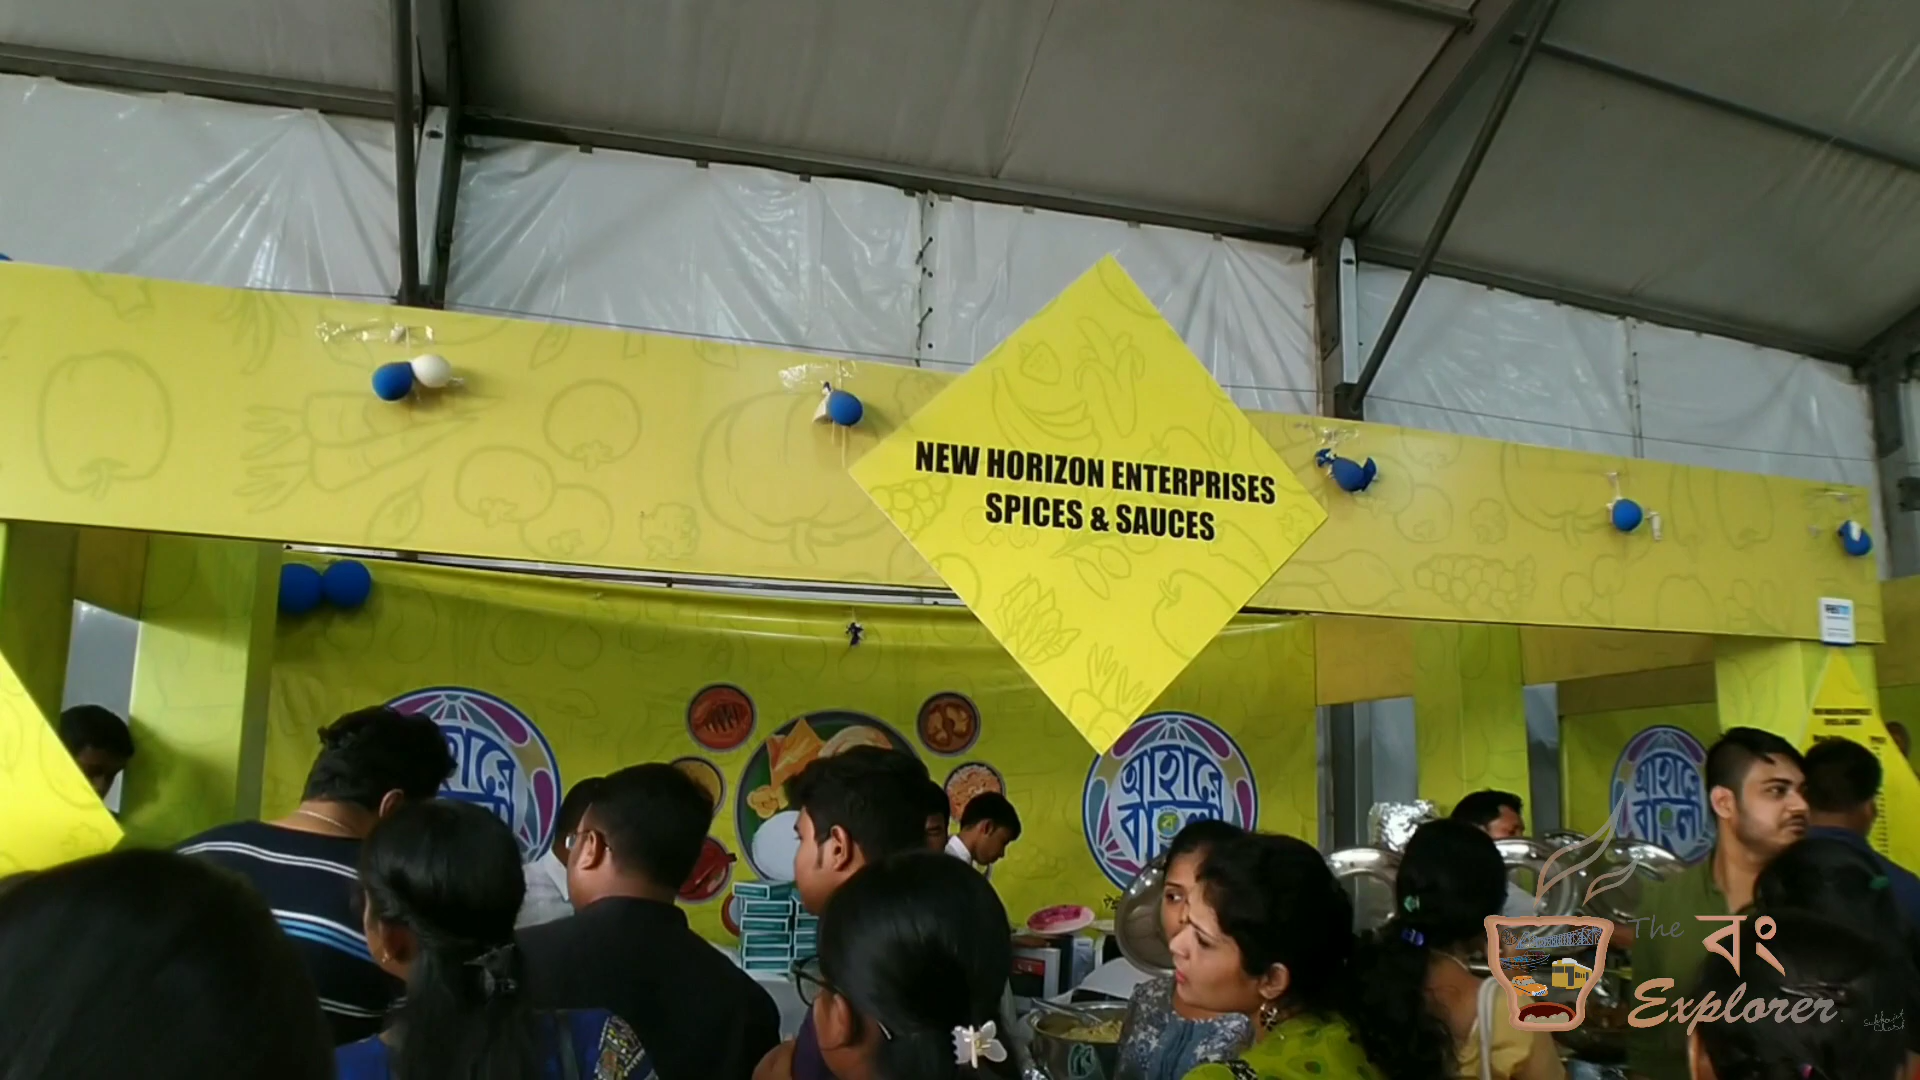 NEW HORIZON ENTERPRISES
SPICES & SAUCES
আহারে
বাংলা
আহারে
বাংলা
আহারে
বাংলা
The বং
Explorer